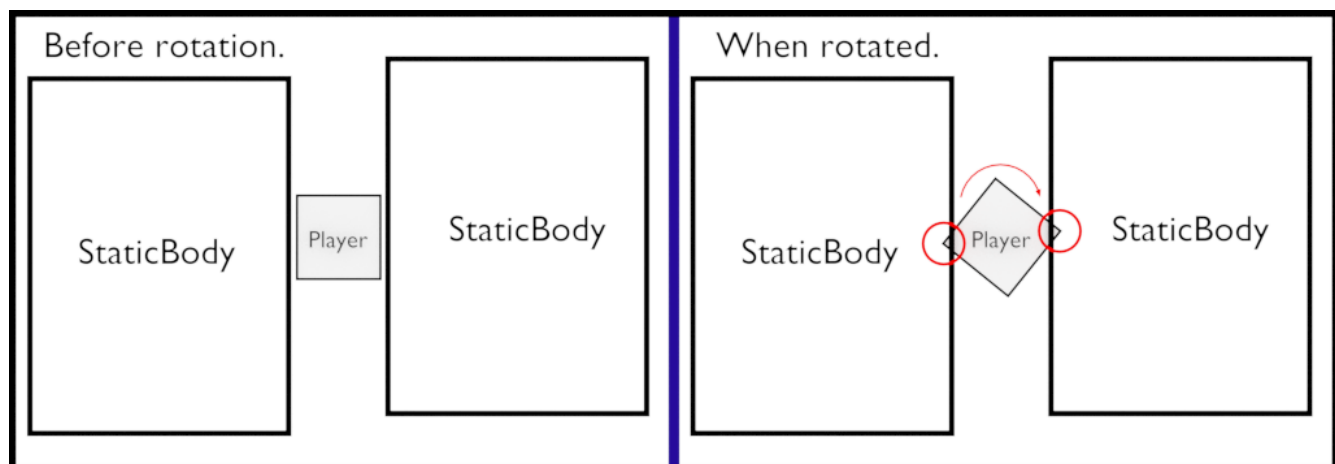 Before rotation.
StaticBody
Player
StaticBody
When rotated.
StaticBody
Player
StaticBody